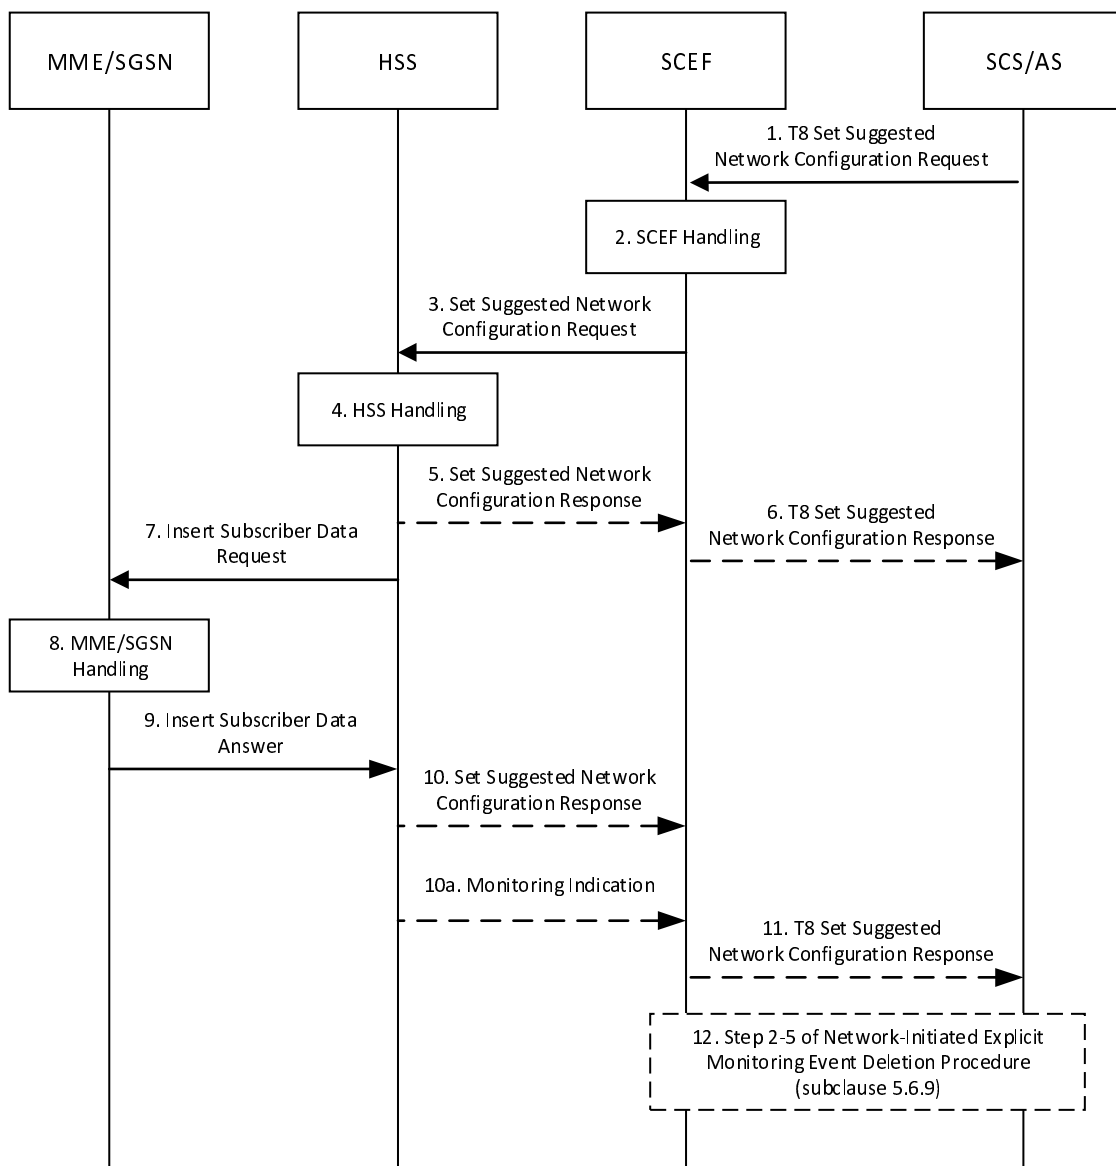 MME/SGSN
HSS
SCEF
SCS/AS
1. T8 Set Suggested
Network Configuration Request
2. SCEF Handling
3. Set Suggested Network
Configuration Request
4. HSS Handling
5. Set Suggested Network
Configuration Response
6. T8 Set Suggested
Network Configuration Response
7. Insert Subscriber Data
Request
8. MME/SGSN
Handling
9. Insert Subscriber Data
Answer
10. Set Suggested Network
Configuration Response
10a. Monitoring Indication
11. T8 Set Suggested
Network Configuration Response
12. Step 2-5 of Network-Initiated Explicit
Monitoring Event Deletion Procedure
(subclause 5.6.9)